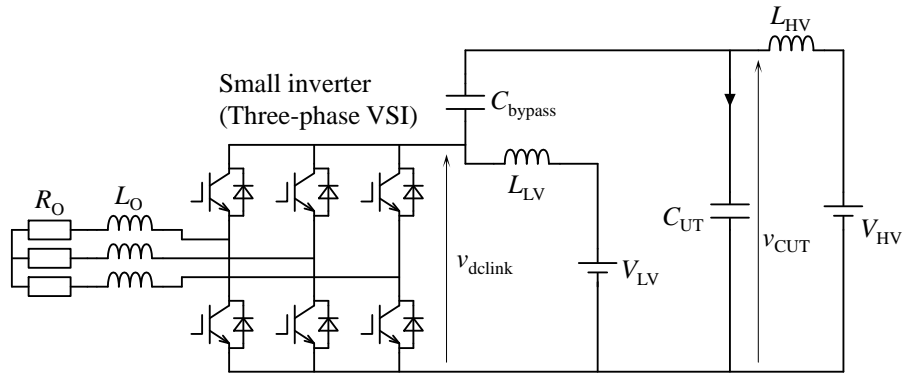 L_HV
Small inverter
(Three-phase VSI)
C_bypass
L_LV
R_O
L_O
C_UT
V_HV
v_CUT
v_dclink
V_LV